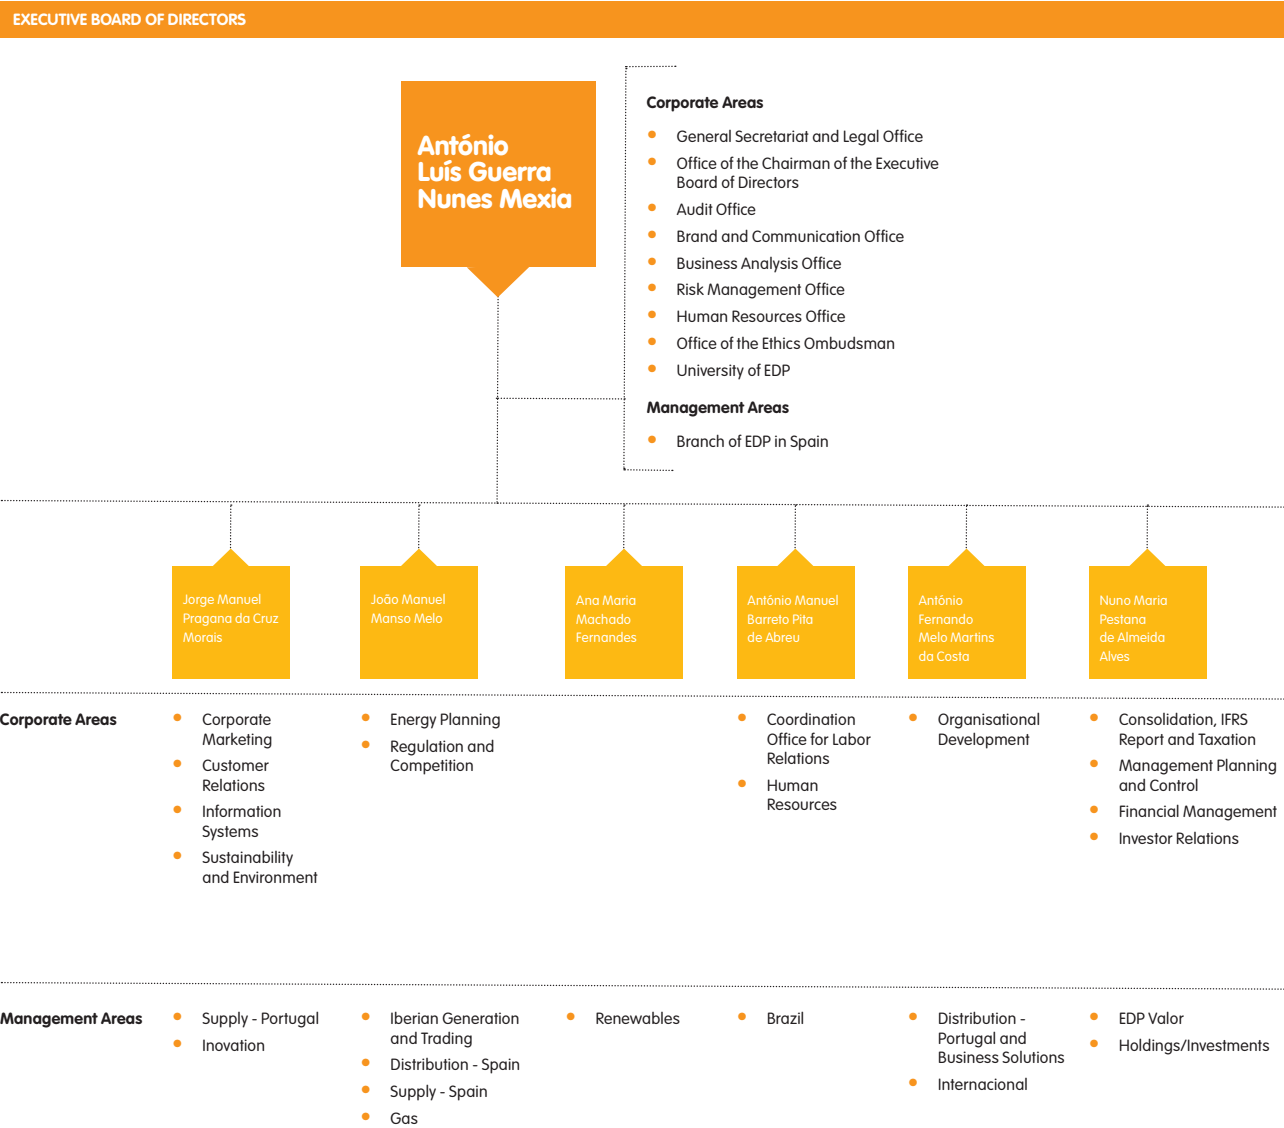 EXECUTIVE BOARD OF DIRECTORS
António
Luís Guerra
Nunes Mexia
Corporate Areas
General Secretariat and Legal Office
Office of the Chairman of the Executive
Board of Directors
Audit Office
Brand and Communication Office
Business Analysis Office
Risk Management Office
Human Resources Office
Office of the Ethics Ombudsman
University of EDP
Management Areas
Branch of EDP in Spain
Jorge Manuel
Pragana da Cruz
Morais
João Manuel
Manso Melo
Ana Maria
Machado
Fernandes
António Manuel
Barreto Pita
de Abreu
António
Fernando
Melo Martins
da Costa
Nuno Maria
Pestana
de Almeida
Alves
Corporate Areas
Corporate
Marketing
Customer
Relations
Information
Systems
Sustainability
and Environment
Energy Planning
Regulation and
Competition
Coordination
Office for Labor
Relations
Human
Resources
Organisational
Development
Consolidation, IFRS
Report and Taxation
Management Planning
and Control
Financial Management
Investor Relations
Management Areas
Supply - Portugal
Inovation
Iberian Generation
and Trading
Distribution - Spain
Supply - Spain
Gas
Renewables
Brazil
Distribution -
Portugal and
Business Solutions
Internacional
EDP Valor
Holdings/Investments